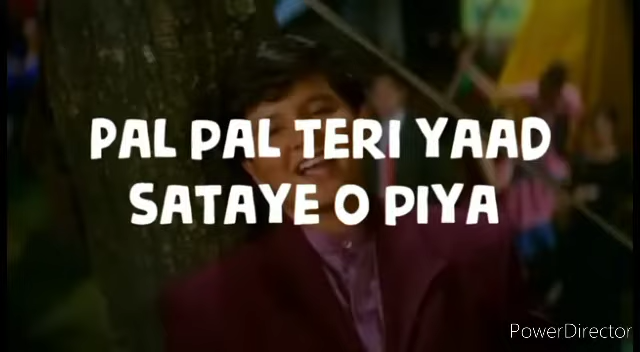 PAL PAL TERI YAAD
SATAYE O PIYA
PowerDirector